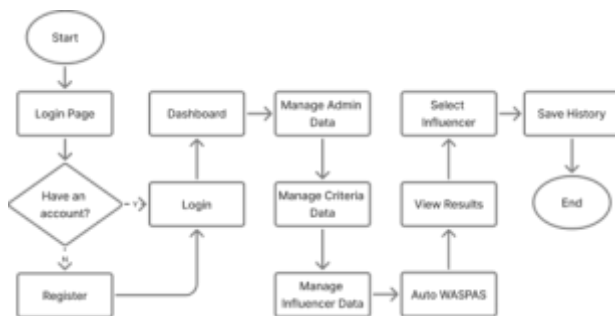 Start
Login Page
Have an
account?
Y
N
Register
Login
Dashboard
Manage Admin
Data
Manage Criteria
Data
Manage
Influencer Data
Auto WASPAS
View Results
Select
Influencer
Save History
End